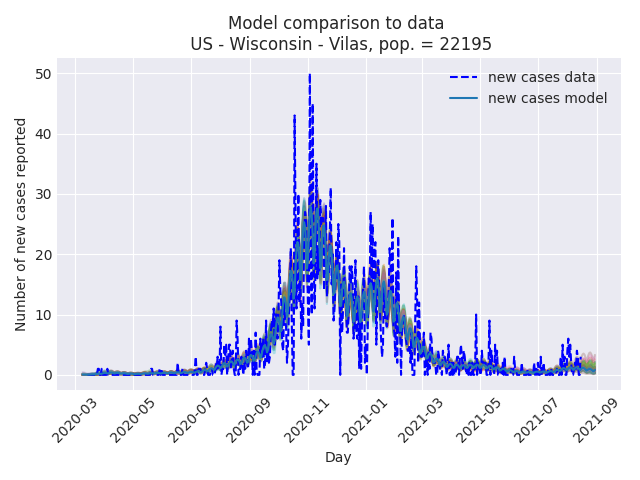 Model comparison to data
US - Wisconsin - Vilas, pop. = 22195
new cases data
new cases model
Number of new cases reported
50
40
30
20
10
0
2020-03
2020-05
2020-07
2020-09
2020-11
2021-01
2021-03
2021-05
2021-07
2021-09
Day